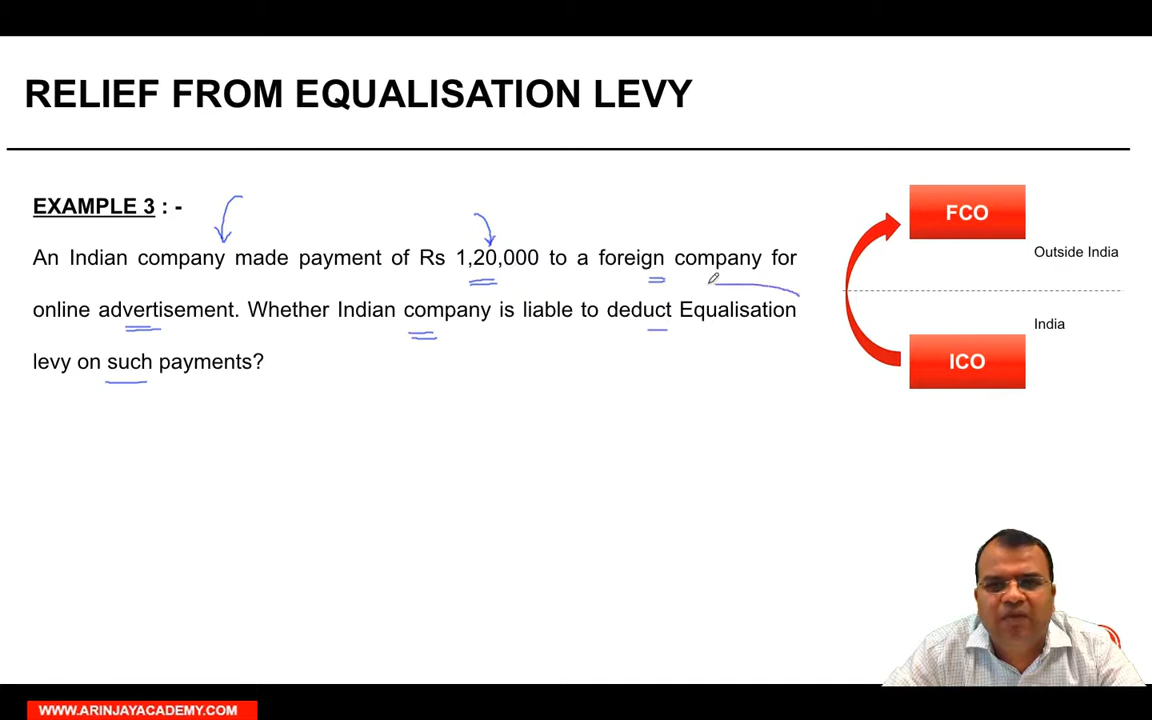 RELIEF FROM EQUALISATION LEVY
EXAMPLE 3 : -
An Indian company made payment of Rs 1,20,000 to a foreign company for
online advertisement. Whether Indian company is liable to deduct Equalisation
levy on such payments?
FCO
Outside India
India
ICO
WWW.ARINJAYACADEMY.COM